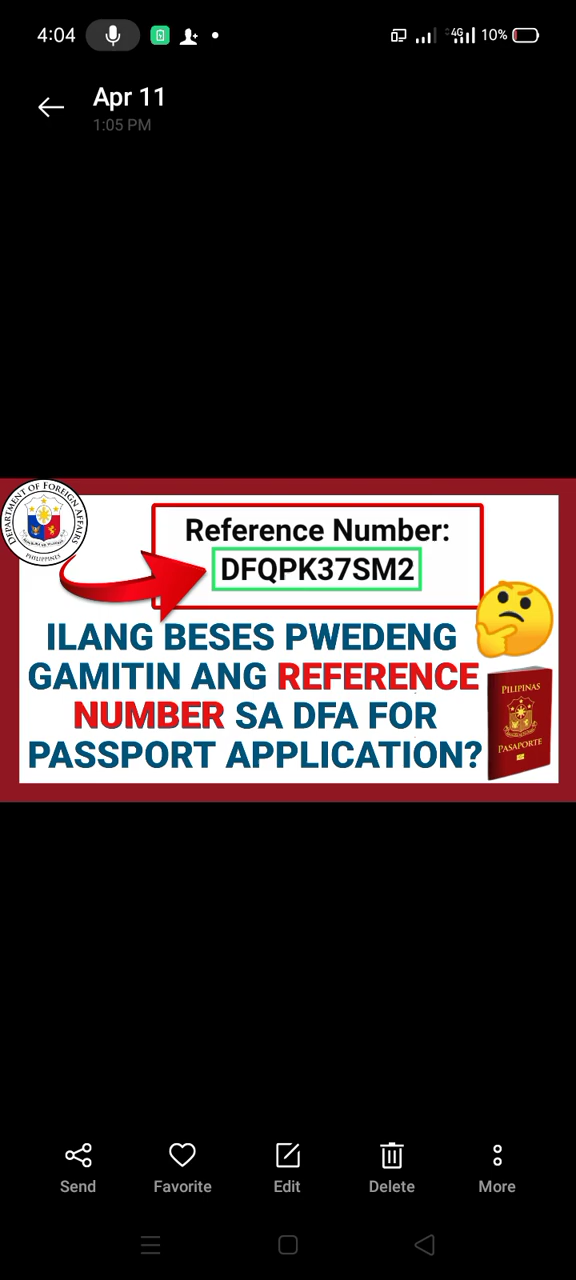 4:04
4G
10%
Apr 11
1:05 PM
DEPARTMENT OF FOREIGN AFFAIRS
PHILIPPINES
Reference Number:
DFQPK37SM2
ILANG BESES PWEDENG
GAMITIN ANG REFERENCE
NUMBER SA DFA FOR
PASSPORT APPLICATION?
PILIPINAS
PASAPORTE
Send
Favorite
Edit
Delete
More